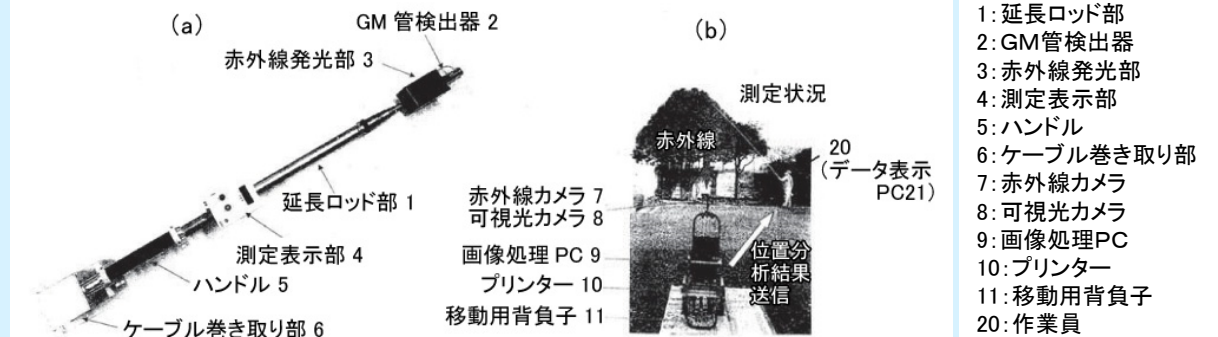 (a)
GM 管検出器 2
赤外線発光部 3
延長ロッド部 1
測定表示部 4
ハンドル 5
ケーブル巻き取り部 6
(b)
測定状況
赤外線
20
(データ表示
PC21)
赤外線カメラ 7
可視光カメラ 8
画像処理 PC 9
プリンター 10
移動用背負子 11
位置分
析結果
送信
1:延長ロッド部
2:GM管検出器
3:赤外線発光部
4:測定表示部
5:ハンドル
6:ケーブル巻き取り部
7:赤外線カメラ
8:可視光カメラ
9:画像処理PC
10:プリンター
11:移動用背負子
20:作業員